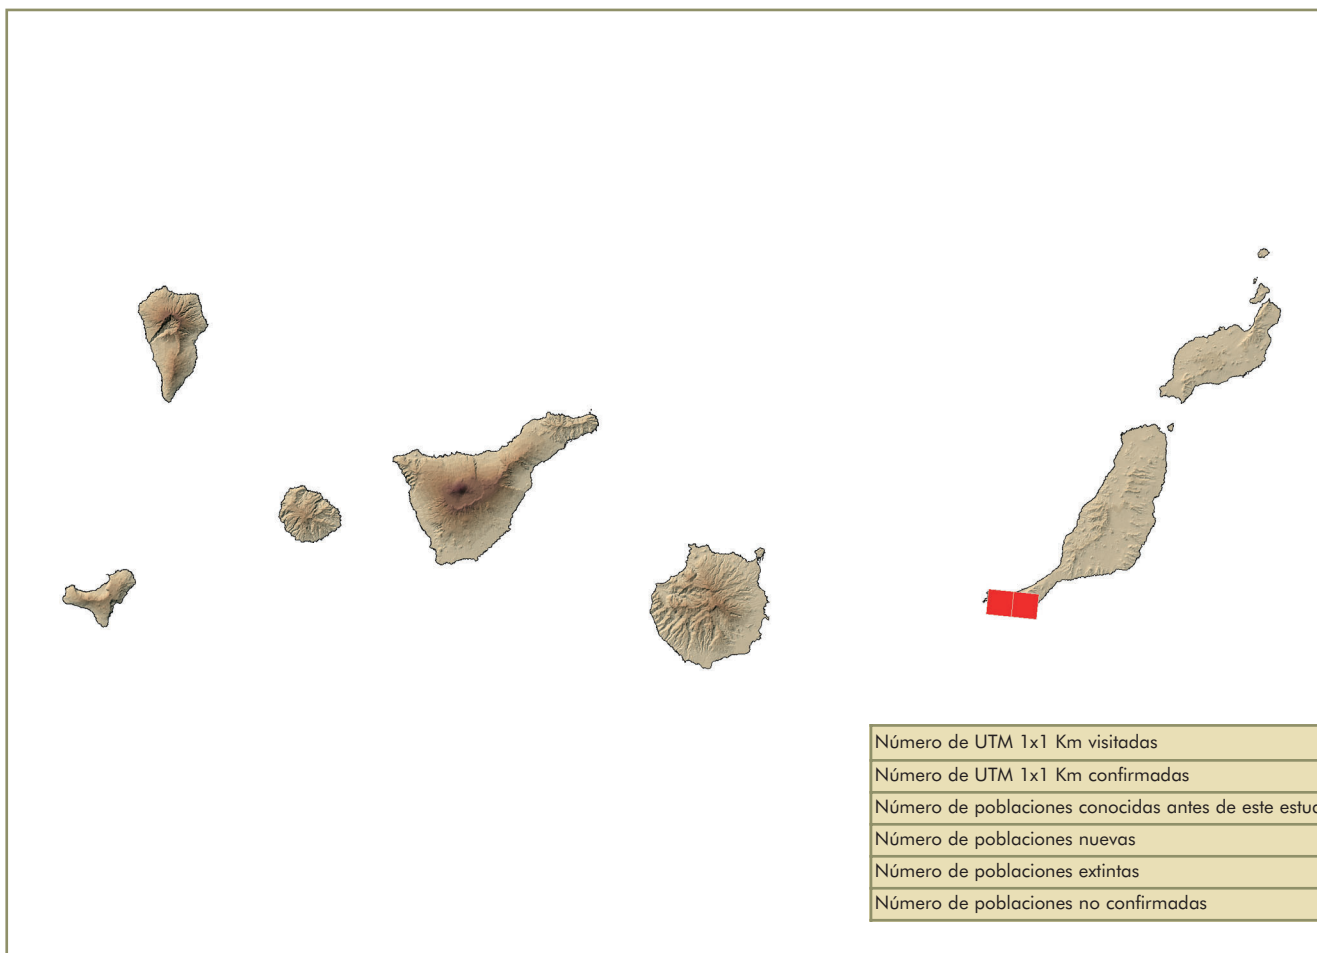 Número de UTM 1x1 Km visitadas
Número de UTM 1x1 Km confirmadas
Número de poblaciones conocidas antes de este
Número de poblaciones nuevas
Número de poblaciones extintas
Número de poblaciones no confirmadas